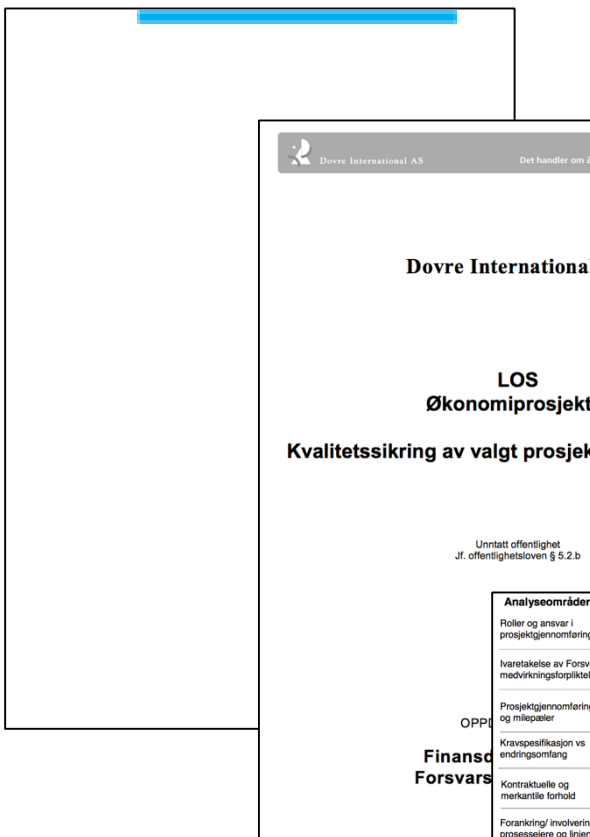 Dovre International AS
Det handler om å
Dovre International
LOS
Økonomiprosjekt
Kvalitetssikring av valgt prosjek
Unntatt offentlighet
Jf. offentlighetsloven § 5.2.b
OPPD
Finansd
Forsvars
Analyseområder
Roller og ansvar i
prosjektgjennomføring
Ivaretakelse av Forsva
medvirkningsforpliktel
Prosjektgjennomføring
og milepæler
Kravspesifikasjon vs
endringsomfang
Kontraktuelle og
merkantile forhold
Forankring/ involverin
prosesseiere og linjen